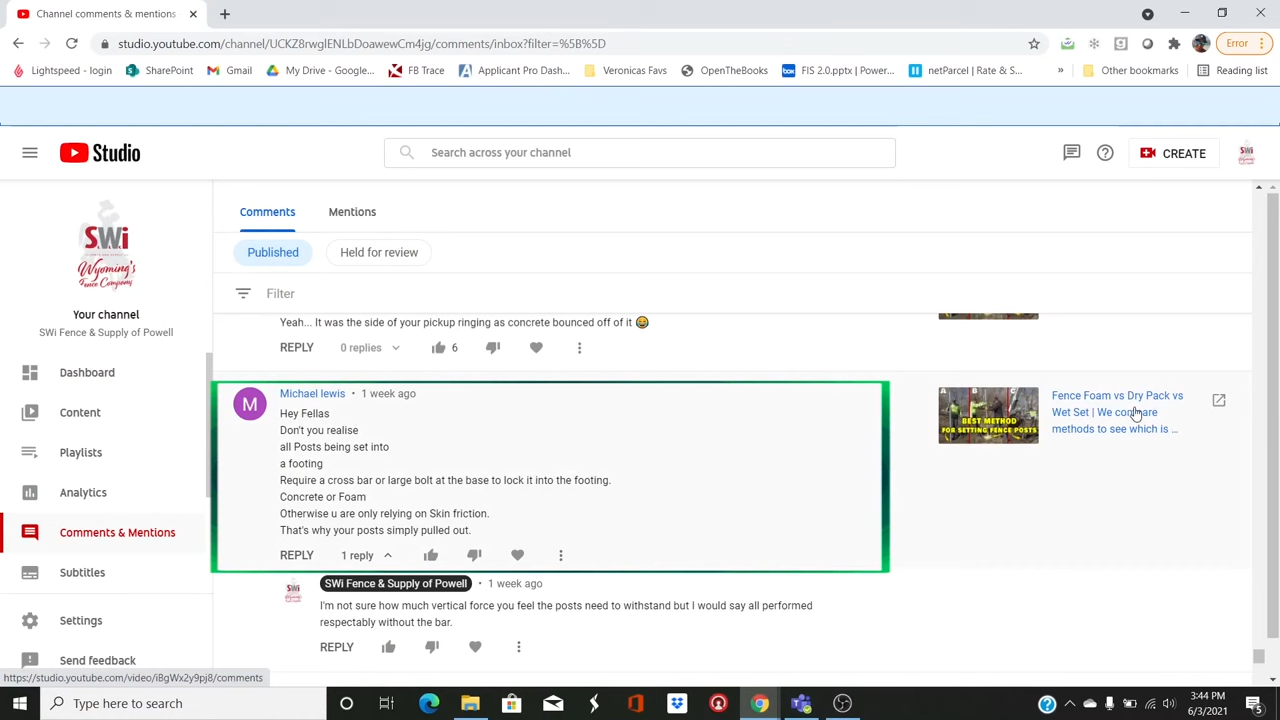 Channel comments & mentions
studio.youtube.com/channel/UCKZ8rwglENLbDaowewCm4jg/comments/inbox?filter=%5B%5D
Error
Lightspeed - login
SharePoint
Gmail
My Drive - Google...
FB Trace
Applicant Pro Dash...
Veronicas Favs
OpenTheBooks
FIS 2.0.pptx | Power...
netParcel | Rate & S...
»
Other bookmarks
Reading list
Studio
Search across your channel
CREATE
SWi
SWi
Wyoming's
Fence Company
Your channel
SWi Fence & Supply of Powell
Dashboard
Content
Playlists
Analytics
Comments & Mentions
Subtitles
Settings
Send feedback
https://studio.youtube.com/video/iBgWx2y9pj8/comments
Comments
Mentions
Published
Held for review
Filter
Yeah... It was the side of your pickup ringing as concrete bounced off of it 😄
REPLY
0 replies
6
M
Michael lewis • 1 week ago
Hey Fellas
Don't you realise
all Posts being set into
a footing
Require a cross bar or large bolt at the base to lock it into the footing.
Concrete or Foam
Otherwise u are only relying on Skin friction.
That's why your posts simply pulled out.
REPLY
1 reply
A B C
BEST METHOD
FOR SETTING FENCE POSTS
Fence Foam vs Dry Pack vs
Wet Set | We compare
methods to see which is ...
SWi Fence & Supply of Powell • 1 week ago
I'm not sure how much vertical force you feel the posts need to withstand but I would say all performed
respectably without the bar.
REPLY
Type here to search
3:44 PM
6/3/2021
5